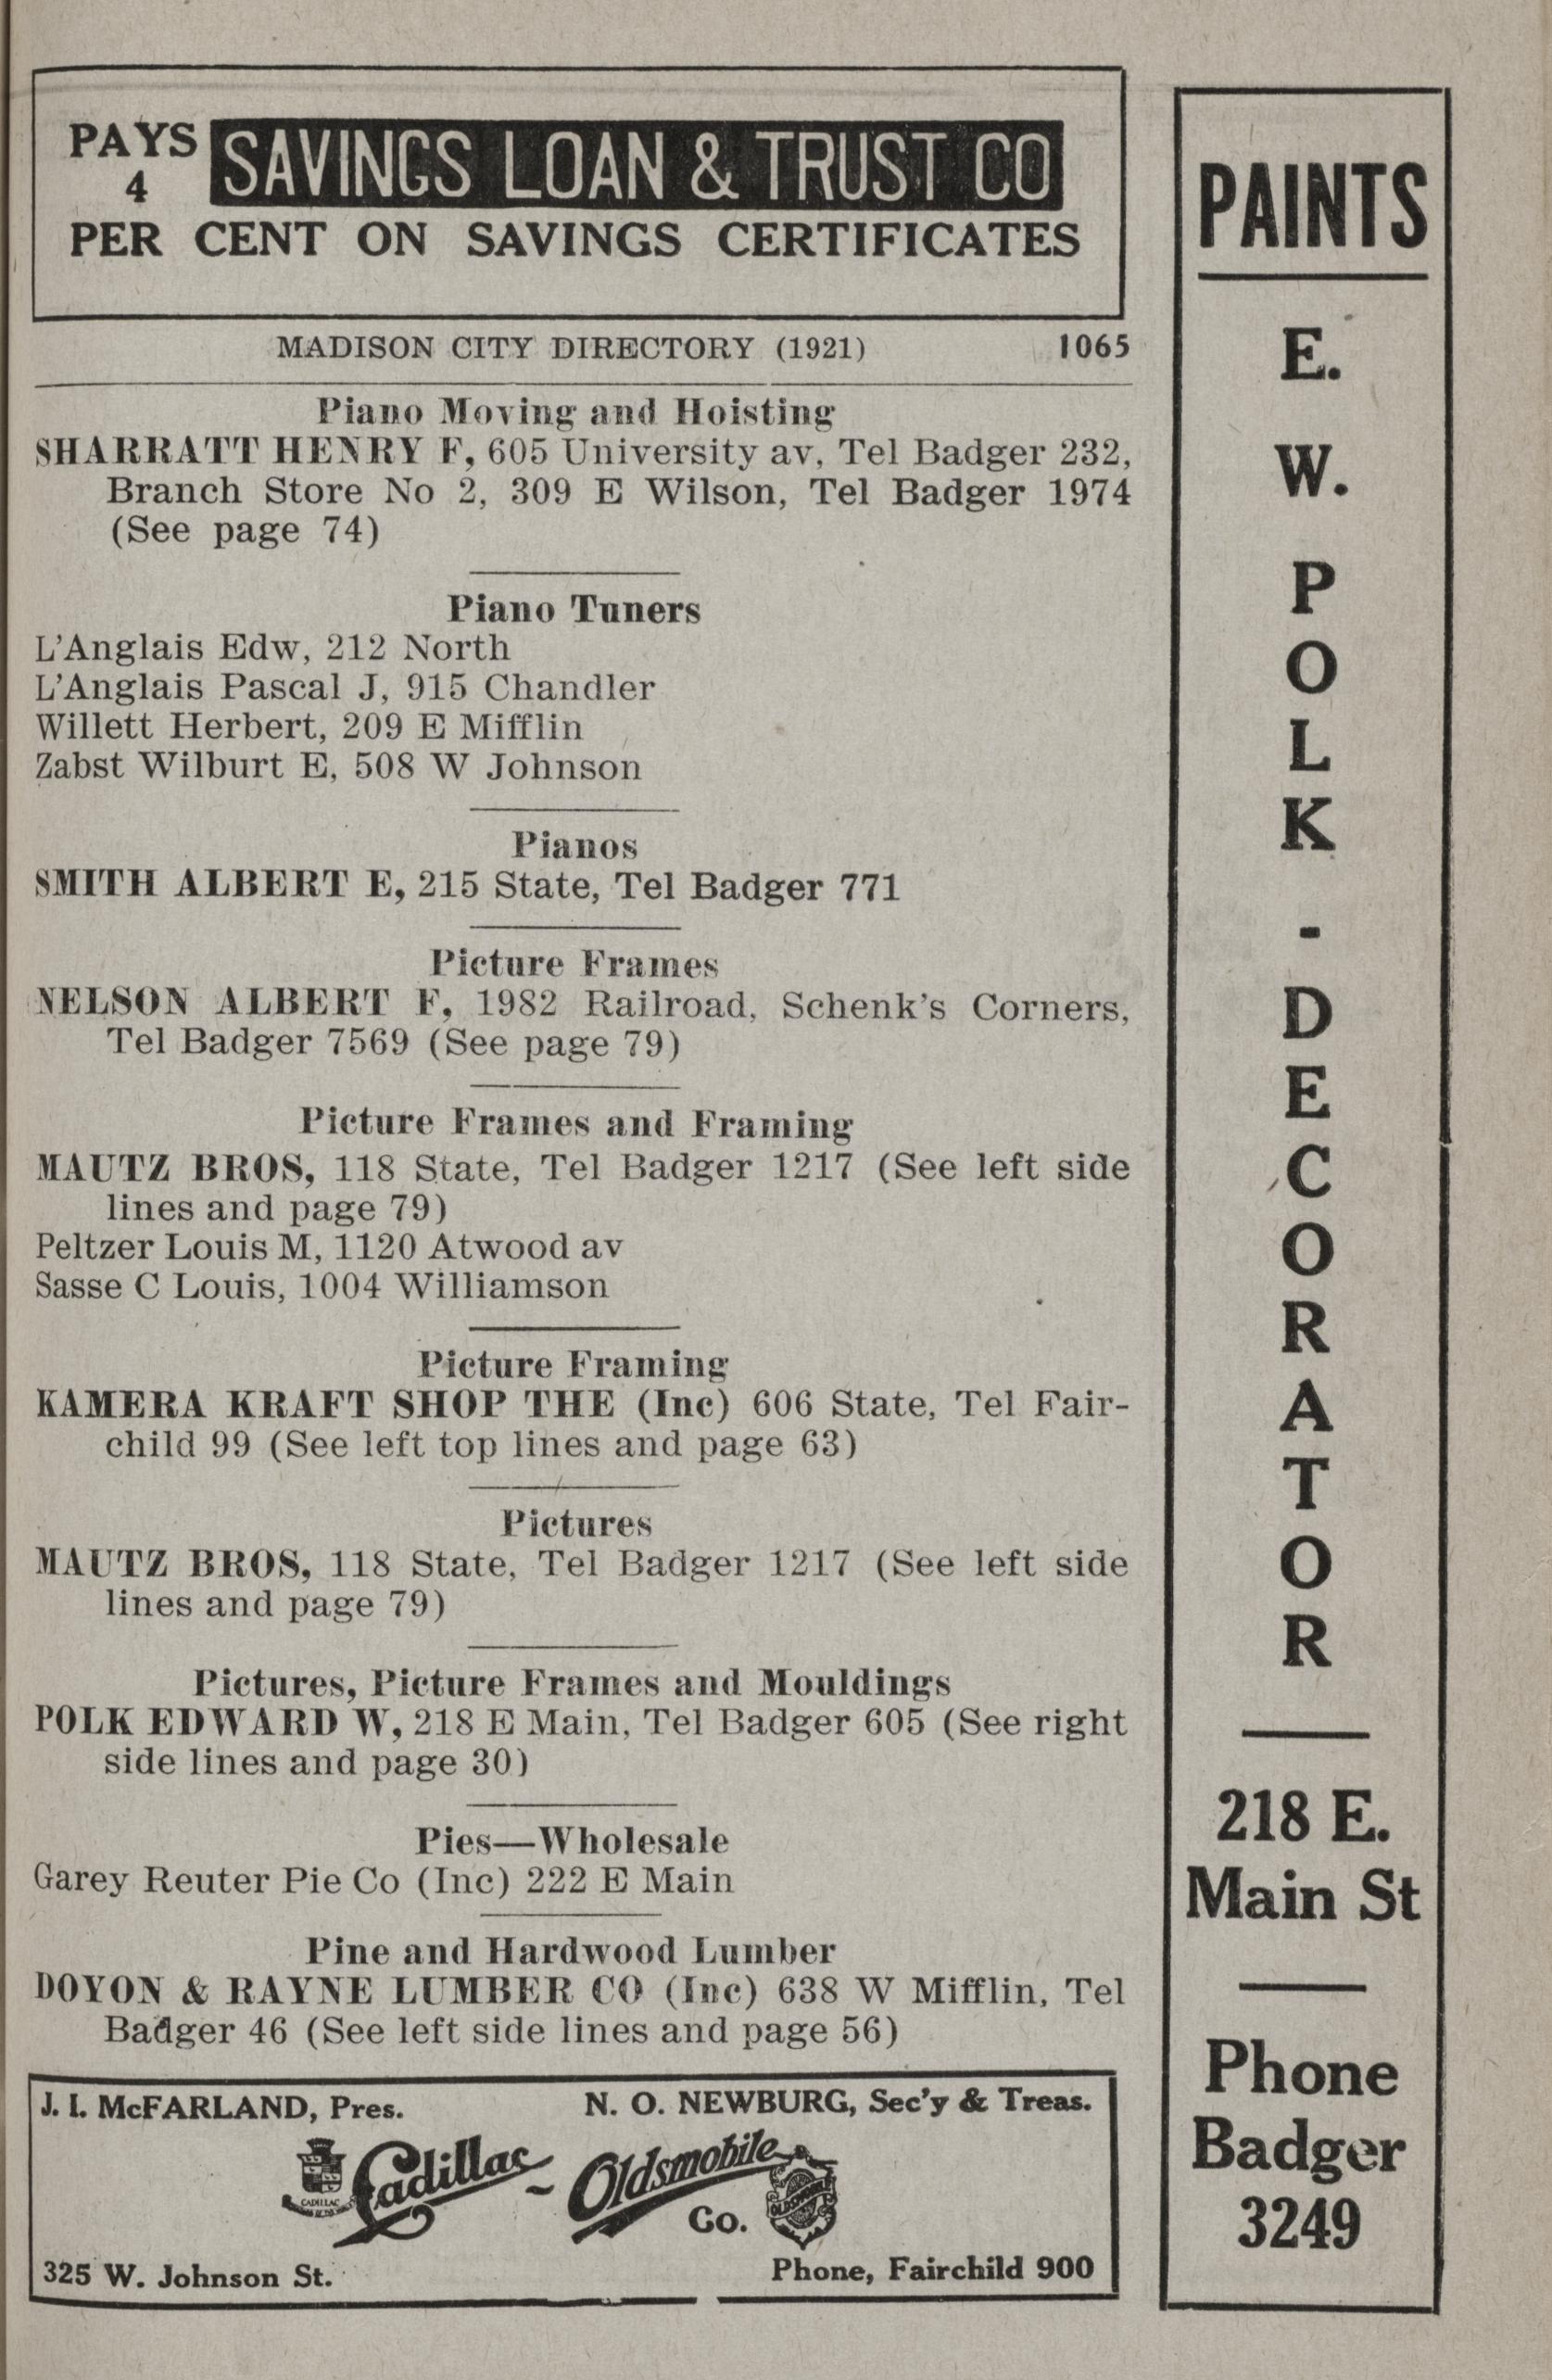 PAYS
4
SAVINGS LOAN & TRUST CO
PER CENT ON SAVINGS CERTIFICATES
MADISON CITY DIRECTORY (1921) 1065
Piano Moving and Hoisting
SHARRATT HENRY F, 605 University av, Tel Badger 232,
Branch Store No 2, 309 E Wilson, Tel Badger 1974
(See page 74)
Piano Tuners
L'Anglais Edw, 212 North
L'Anglais Pascal J, 915 Chandler
Willett Herbert, 209 E Mifflin
Zabst Wilburt E, 508 W Johnson
Pianos
SMITH ALBERT E, 215 State, Tel Badger 771
Picture Frames
NELSON ALBERT F, 1982 Railroad, Schenk's Corners,
Tel Badger 7569 (See page 79)
Picture Frames and Framing
MAUTZ BROS, 118 State, Tel Badger 1217 (See left side
lines and page 79)
Peltzer Louis M, 1120 Atwood av
Sasse C Louis, 1004 Williamson
Picture Framing
KAMERA KRAFT SHOP THE (Inc) 606 State, Tel Fair-
child 99 (See left top lines and page 63)
Pictures
MAUTZ BROS, 118 State, Tel Badger 1217 (See left side
lines and page 79)
Pictures, Picture Frames and Mouldings
POLK EDWARD W, 218 E Main, Tel Badger 605 (See right
side lines and page 30)
Pies—Wholesale
Garey Reuter Pie Co (Inc) 222 E Main
Pine and Hardwood Lumber
DOYON & RAYNE LUMBER CO (Inc) 638 W Mifflin, Tel
Badger 46 (See left side lines and page 56)
J. I. McFARLAND, Pres. N. O. NEWBURG, Sec'y & Treas.
CADILLAC
Cadillac - Oldsmobile
Co.
OLDSMOBILE
325 W. Johnson St. Phone, Fairchild 900
PAINTS
E.
W.
P
O
L
K
-
D
E
C
O
R
A
T
O
R
218 E.
Main St
Phone
Badger
3249